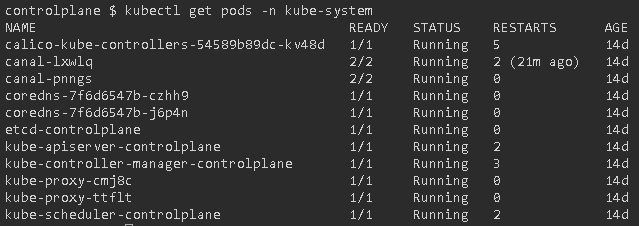 controlplane $ kubectl get pods -n kube-system
NAME                                      READY   STATUS    RESTARTS      AGE
calico-kube-controllers-54589b89dc-kv48d   1/1     Running   5             14d
canal-lxwlq                               2/2     Running   2 (21m ago)   14d
canal-pnngs                               2/2     Running   0             14d
coredns-7f6d6547b-czhh9                   1/1     Running   0             14d
coredns-7f6d6547b-j6p4n                   1/1     Running   0             14d
etcd-controlplane                         1/1     Running   0             14d
kube-apiserver-controlplane               1/1     Running   2             14d
kube-controller-manager-controlplane      1/1     Running   3             14d
kube-proxy-cmj8c                          1/1     Running   0             14d
kube-proxy-ttflt                          1/1     Running   0             14d
kube-scheduler-controlplane               1/1     Running   2             14d